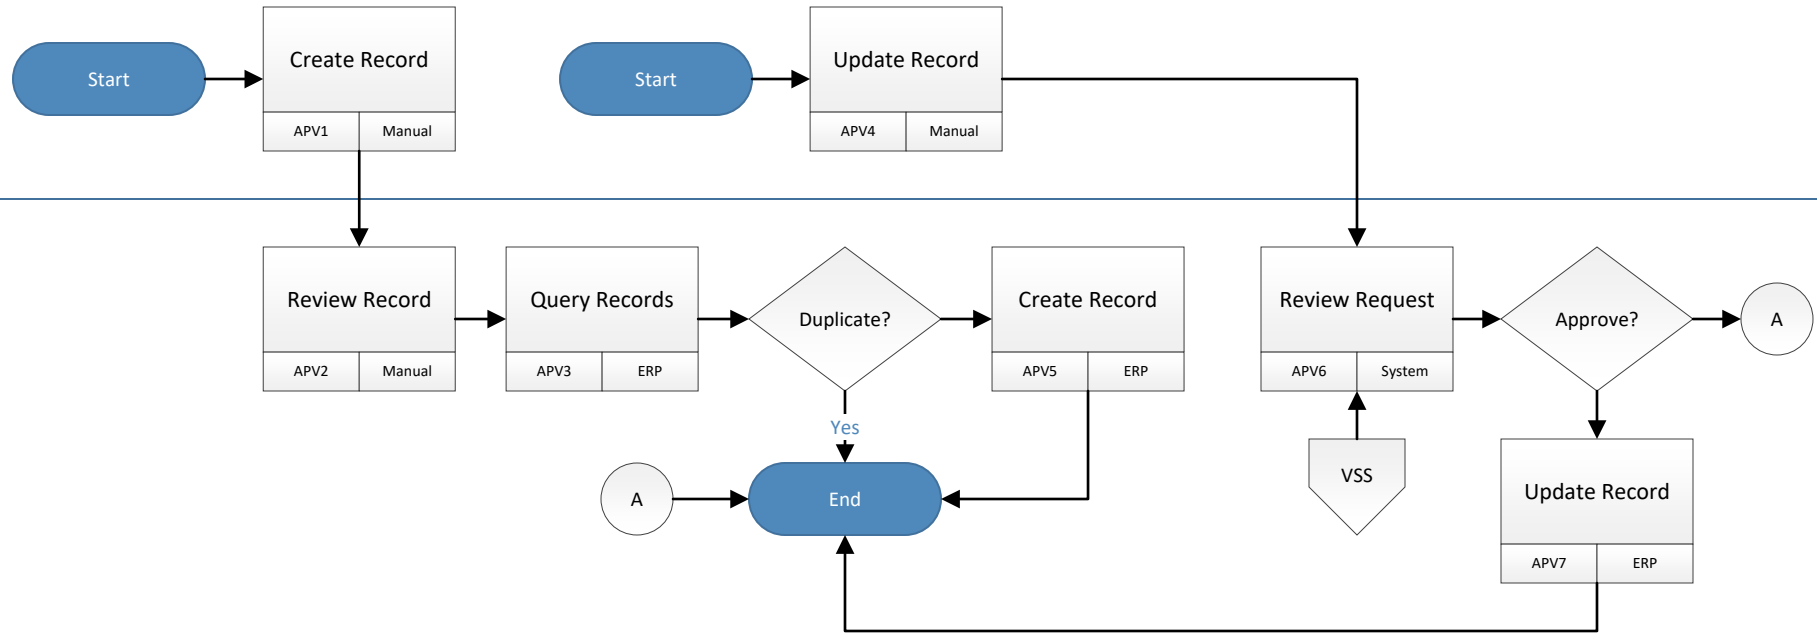 Start
Create Record
APV1
Manual
Start
Update Record
APV4
Manual
Review Record
APV2
Manual
Query Records
APV3
ERP
Duplicate?
Yes
Create Record
APV5
ERP
Review Request
APV6
System
Approve?
A
VSS
A
End
Update Record
APV7
ERP